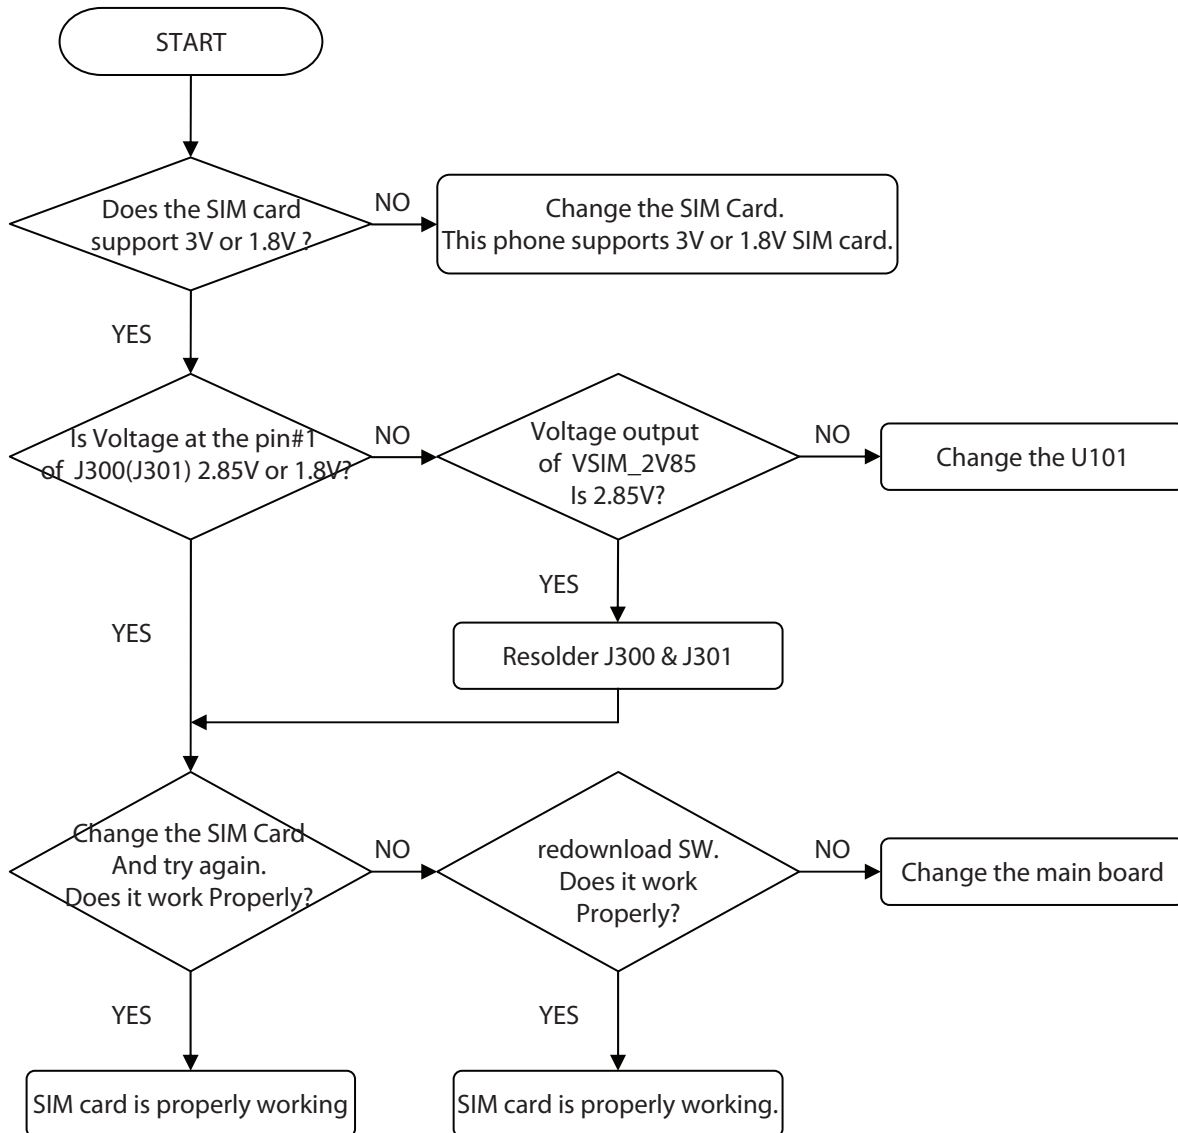 START
Does the SIM card
support 3V or 1.8V ?
NO
Change the SIM Card.
This phone supports 3V or 1.8V SIM card.
YES
Is Voltage at the pin#1
of J300(J301) 2.85V or 1.8V?
NO
Voltage output
of VSIM_2V85
Is 2.85V?
NO
Change the U101
YES
YES
Resolder J300 & J301
Change the SIM Card
And try again.
Does it work Properly?
NO
redownload SW.
Does it work
Properly?
NO
Change the main board
YES
YES
SIM card is properly working
SIM card is properly working.